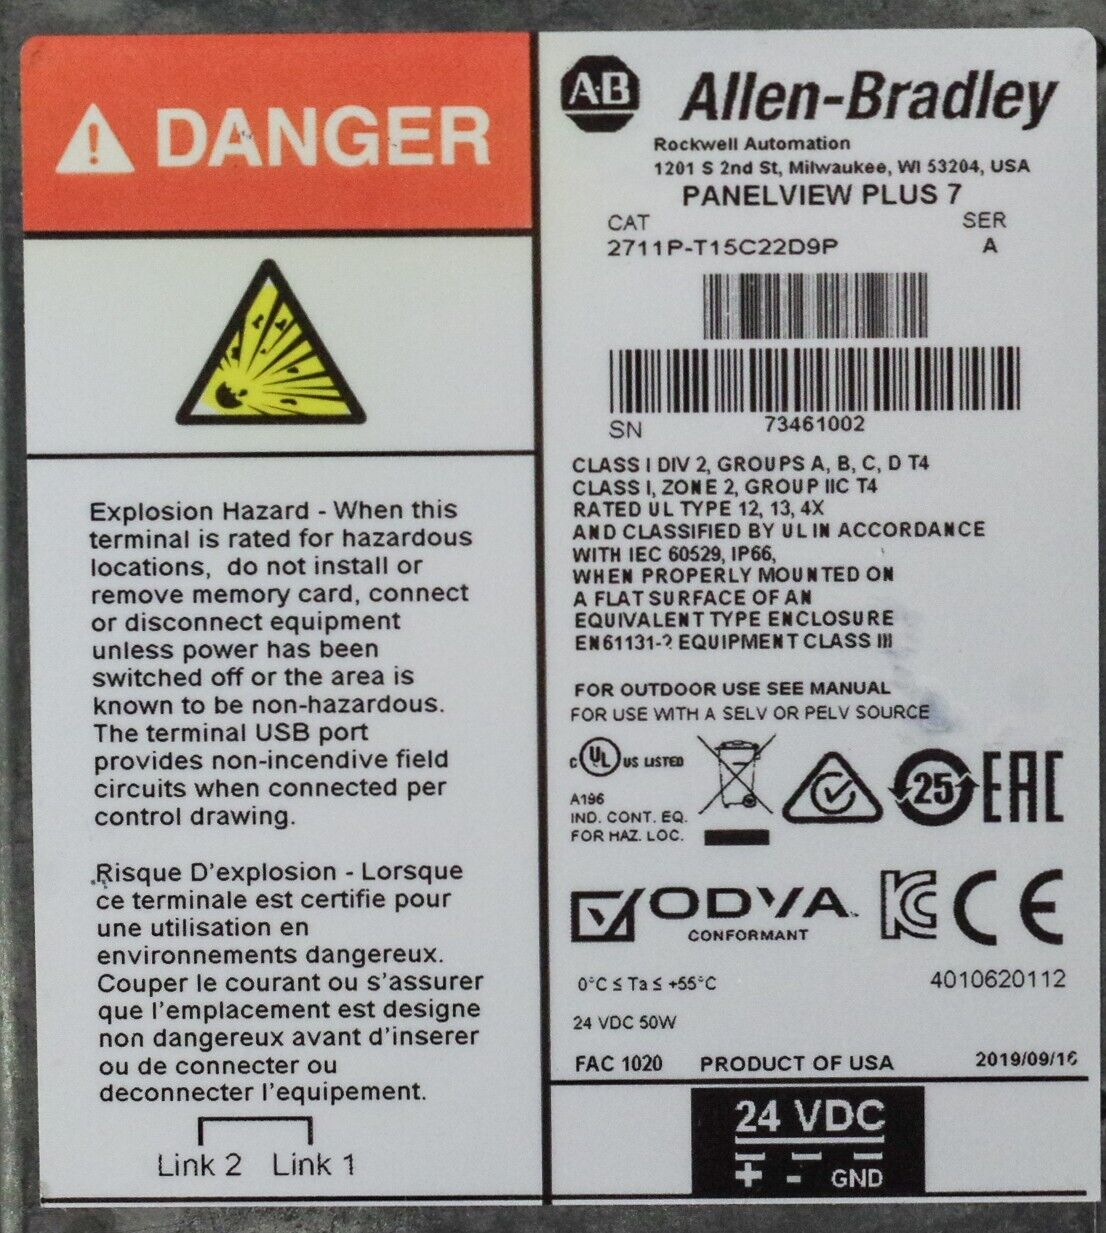 DANGER
Explosion Hazard - When this
terminal is rated for hazardous
locations, do not install or
remove memory card, connect
or disconnect equipment
unless power has been
switched off or the area is
known to be non-hazardous.
The terminal USB port
provides non-incendive field
circuits when connected per
control drawing.
Risque D'explosion - Lorsque
ce terminale est certifie pour
une utilisation en
environnements dangereux.
Couper le courant ou s'assurer
que l'emplacement est designe
non dangereux avant d'inserer
ou de connecter ou
deconnecter l'equipement.
Link 2 Link 1
A-B Allen-Bradley
Rockwell Automation
1201 S 2nd St, Milwaukee, WI 53204, USA
PANELVIEW PLUS 7
CAT SER
2711P-T15C22D9P A
SN 73461002
CLASS I DIV 2, GROUPS A, B, C, D T4
CLASS I, ZONE 2, GROUP IIC T4
RATED UL TYPE 12, 13, 4X
AND CLASSIFIED BY UL IN ACCORDANCE
WITH IEC 60529, IP66,
WHEN PROPERLY MOUNTED ON
A FLAT SURFACE OF AN
EQUIVALENT TYPE ENCLOSURE
EQUIPMENT CLASS III
FOR OUTDOOR USE SEE MANUAL
FOR USE WITH A SELV OR PELV SOURCE
C UL US LISTED
A196
IND. CONT. EQ.
FOR HAZ. LOC.
25
EAC
ODVA
CONFORMANT
KC CE
0°C ≤ Ta ≤ +55°C 4010620112
24 VDC 50W
FAC 1020 PRODUCT OF USA 2019/09/16
24 VDC
+ - GND